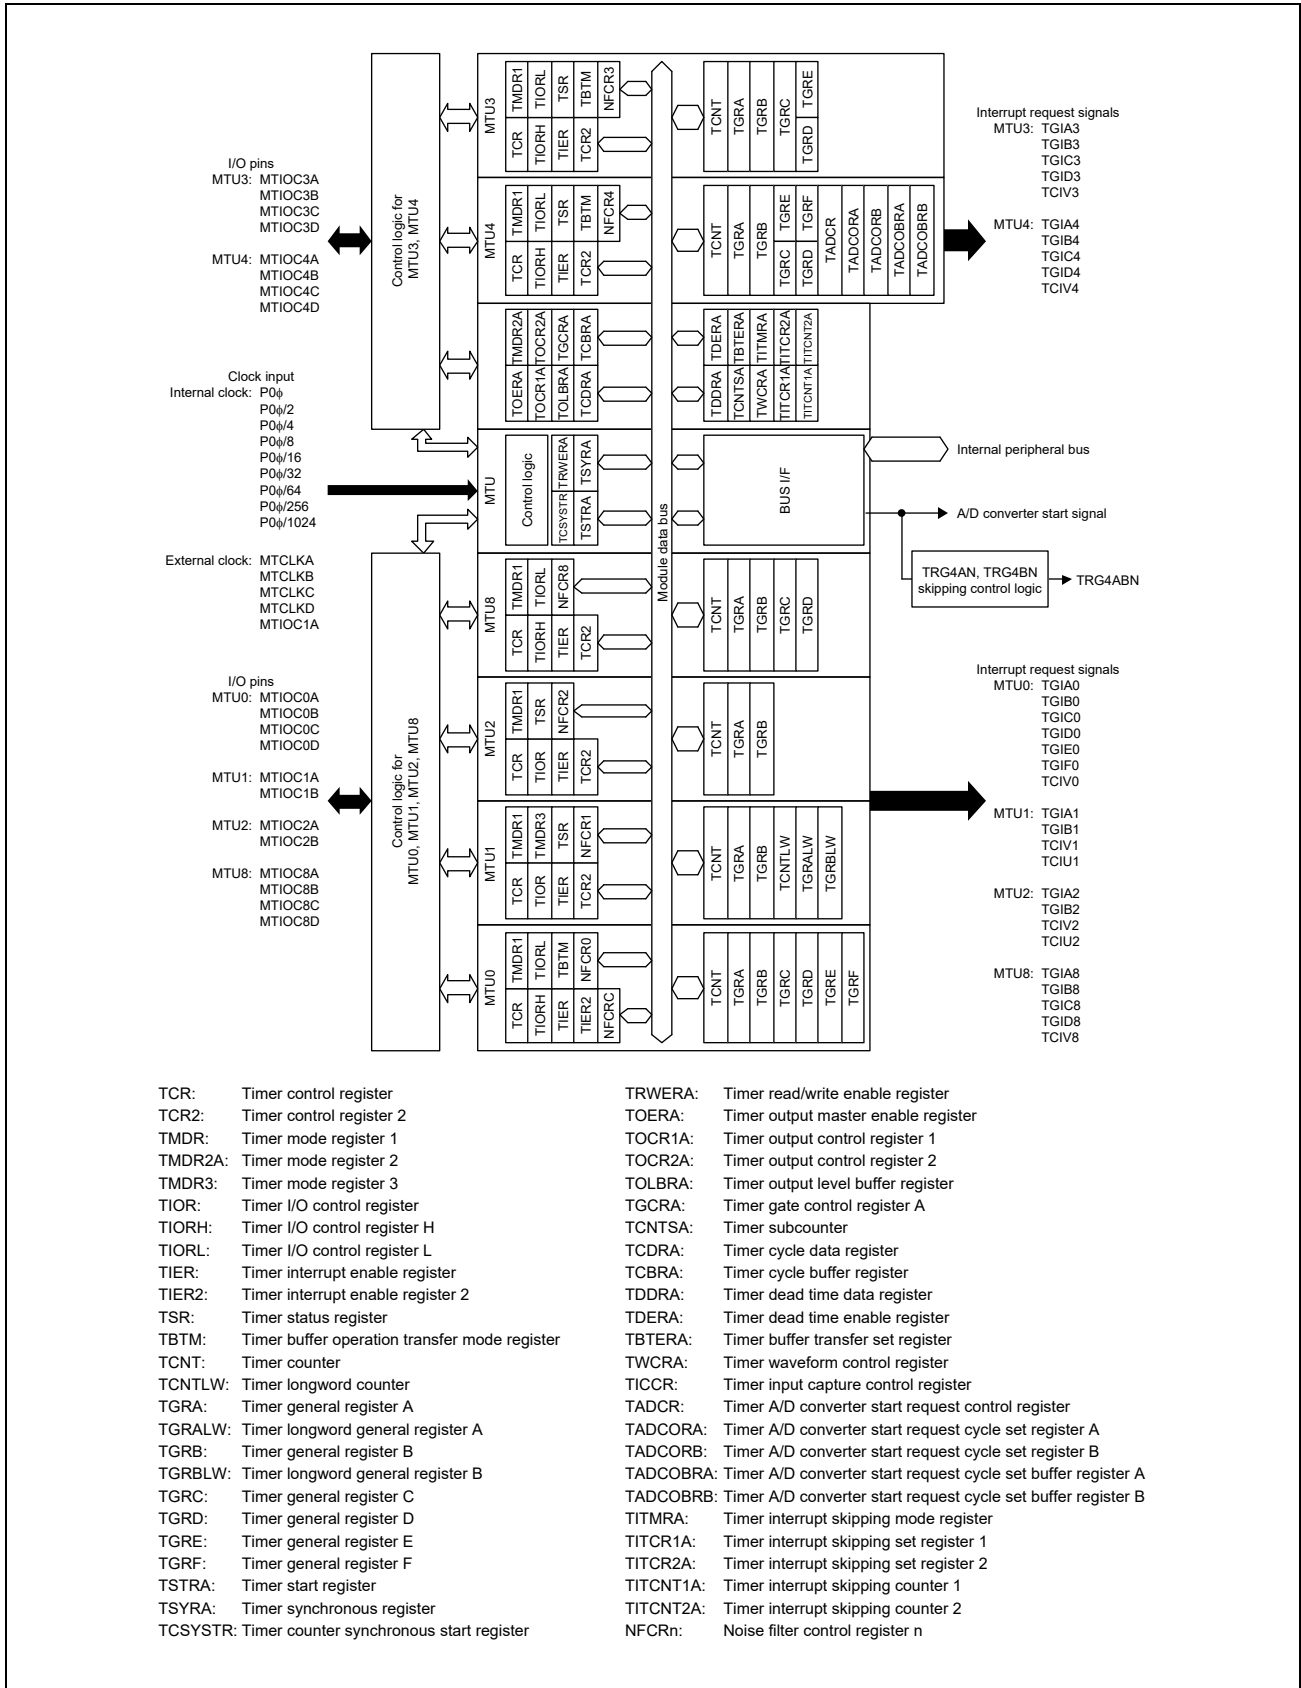 I/O pins
MTU3: MTIOC3A
MTIOC3B
MTIOC3C
MTIOC3D
MTU4: MTIOC4A
MTIOC4B
MTIOC4C
MTIOC4D
Clock input
Internal clock: P0ϕ
P0ϕ/2
P0ϕ/4
P0ϕ/8
P0ϕ/16
P0ϕ/32
P0ϕ/64
P0ϕ/256
P0ϕ/1024
External clock: MTCLKA
MTCLKB
MTCLKC
MTCLKD
MTIOC1A
I/O pins
MTU0: MTIOC0A
MTIOC0B
MTIOC0C
MTIOC0D
MTU1: MTIOC1A
MTIOC1B
MTU2: MTIOC2A
MTIOC2B
MTU8: MTIOC8A
MTIOC8B
MTIOC8C
MTIOC8D
Control logic for
MTU3, MTU4
Control logic for
MTU0, MTU1, MTU2, MTU8
MTU3
TMDR1
TIORL
TSR
TBTM
NFCR3
TCR
TIORH
TIER
TCR2
TCNT
TGRA
TGRB
TGRC
TGRE
TGRD
MTU4
TMDR1
TIORL
TSR
TBTM
NFCR4
TCR
TIORH
TIER
TCR2
TCNT
TGRA
TGRB
TGRE
TGRF
TGRC
TGRD
TADCR
TADCORA
TADCORB
TADCOBRA
TADCOBRB
TMDR2A
TOCR2A
TGCRA
TCBRA
TOERA
TOCR1A
TOLBRA
TCDRA
TDERA
TBTERA
TITMRA
TITCR2A
TITCNT2A
TDDRA
TCNTSA
TWCRA
TITCR1A
TITCNT1A
MTU
Control logic
TRWERA
TSYRA
TCSYSTR
TSTRA
Module data bus
BUS I/F
MTU8
TMDR1
TIORL
NFCR8
TCR
TIORH
TIER
TCR2
TCNT
TGRA
TGRB
TGRC
TGRD
MTU2
TMDR1
TSR
NFCR2
TCR
TIOR
TIER
TCR2
TCNT
TGRA
TGRB
MTU1
TMDR1
TMDR3
TSR
NFCR1
TCR
TIOR
TIER
TCR2
TCNT
TGRA
TGRB
TCNTLW
TGRALW
TGRBLW
MTU0
TMDR1
TIORL
TBTM
NFCR0
TCR
TIORH
TIER
TIER2
NFCRC
TCNT
TGRA
TGRB
TGRC
TGRD
TGRE
TGRF
Interrupt request signals
MTU3: TGIA3
TGIB3
TGIC3
TGID3
TCIV3
MTU4: TGIA4
TGIB4
TGIC4
TGID4
TCIV4
Internal peripheral bus
A/D converter start signal
TRG4AN, TRG4BN
skipping control logic
TRG4ABN
Interrupt request signals
MTU0: TGIA0
TGIB0
TGIC0
TGID0
TGIE0
TGIF0
TCIV0
MTU1: TGIA1
TGIB1
TCIV1
TCIU1
MTU2: TGIA2
TGIB2
TCIV2
TCIU2
MTU8: TGIA8
TGIB8
TGIC8
TGID8
TCIV8
TCR: Timer control register
TCR2: Timer control register 2
TMDR: Timer mode register 1
TMDR2A: Timer mode register 2
TMDR3: Timer mode register 3
TIOR: Timer I/O control register
TIORH: Timer I/O control register H
TIORL: Timer I/O control register L
TIER: Timer interrupt enable register
TIER2: Timer interrupt enable register 2
TSR: Timer status register
TBTM: Timer buffer operation transfer mode register
TCNT: Timer counter
TCNTLW: Timer longword counter
TGRA: Timer general register A
TGRALW: Timer longword general register A
TGRB: Timer general register B
TGRBLW: Timer longword general register B
TGRC: Timer general register C
TGRD: Timer general register D
TGRE: Timer general register E
TGRF: Timer general register F
TSTRA: Timer start register
TSYRA: Timer synchronous register
TCSYSTR: Timer counter synchronous start register
TRWERA: Timer read/write enable register
TOERA: Timer output master enable register
TOCR1A: Timer output control register 1
TOCR2A: Timer output control register 2
TOLBRA: Timer output level buffer register
TGCRA: Timer gate control register A
TCNTSA: Timer subcounter
TCDRA: Timer cycle data register
TCBRA: Timer cycle buffer register
TDDRA: Timer dead time data register
TDERA: Timer dead time enable register
TBTERA: Timer buffer transfer set register
TWCRA: Timer waveform control register
TICCR: Timer input capture control register
TADCR: Timer A/D converter start request control register
TADCORA: Timer A/D converter start request cycle set register A
TADCORB: Timer A/D converter start request cycle set register B
TADCOBRA: Timer A/D converter start request cycle set buffer register A
TADCOBRB: Timer A/D converter start request cycle set buffer register B
TITMRA: Timer interrupt skipping mode register
TITCR1A: Timer interrupt skipping set register 1
TITCR2A: Timer interrupt skipping set register 2
TITCNT1A: Timer interrupt skipping counter 1
TITCNT2A: Timer interrupt skipping counter 2
NFCRn: Noise filter control register n